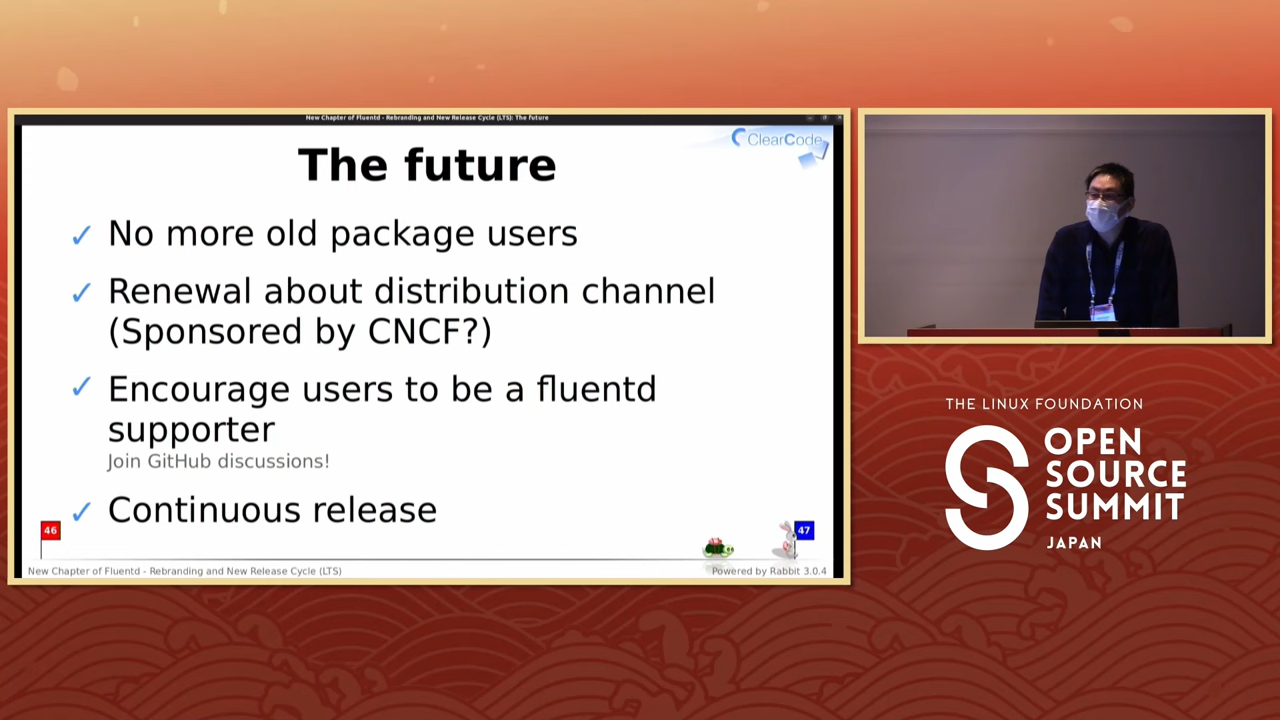 New Chapter of Fluentd - Rebranding and New Release Cycle (LTS): The future
ClearCode
The future
✓ No more old package users
✓ Renewal about distribution channel
(Sponsored by CNCF?)
✓ Encourage users to be a fluentd
supporter
Join GitHub discussions!
✓ Continuous release
46
47
New Chapter of Fluentd - Rebranding and New Release Cycle (LTS)
Powered by Rabbit 3.0.4
THE LINUX FOUNDATION
OPEN
SOURCE
SUMMIT
JAPAN